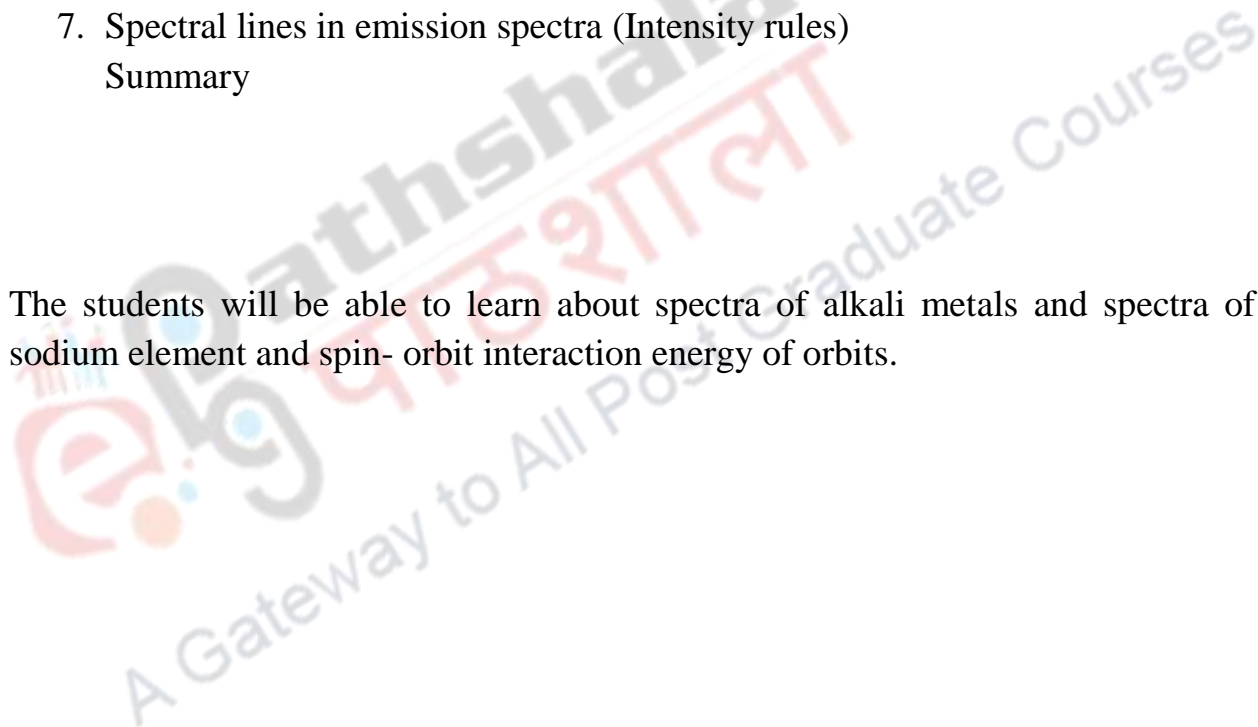 7. Spectral lines in emission spectra (Intensity rules)
Summary
The students will be able to learn about spectra of alkali metals and spectra of
sodium element and spin- orbit interaction energy of orbits.
athshala
पाठशाला
A Gateway to All Post Graduate Courses